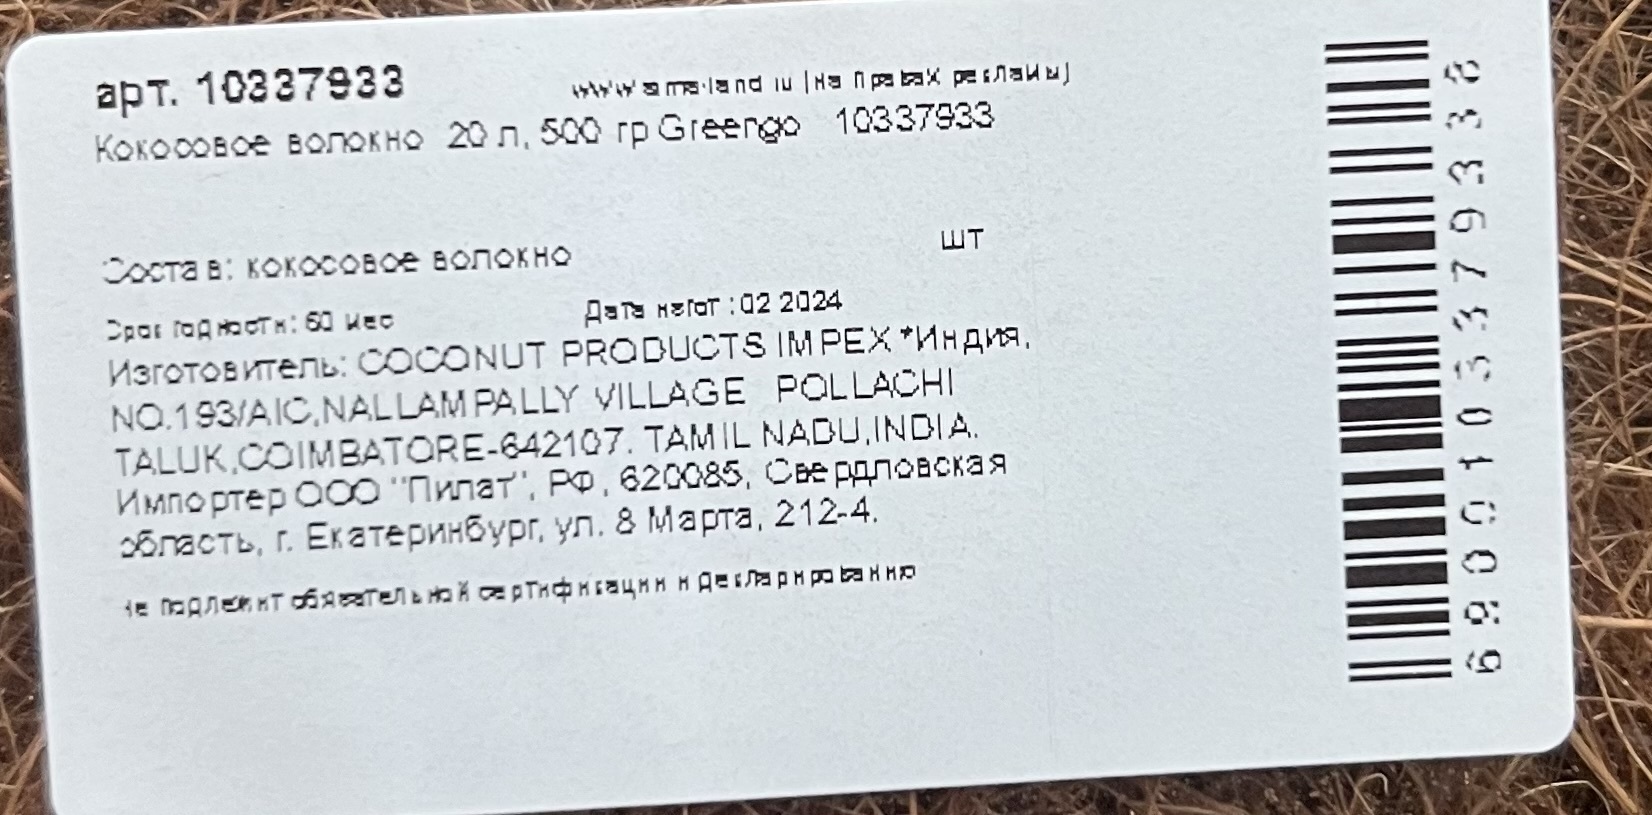 арт. 10337933
www.sima-land.ru (на правах рекламы)
Кокосовое волокно 20 л, 500 гр Greengo 10337933
шт
Состав: кокосовое волокно
Срок годности: 60 мес
Дата изгот.:02 2024
Изготовитель: COCONUT PRODUCTS IMPEX *Индия,
NO.193/AIC,NALLAMPALLY VILLAGE POLLACHI
TALUK,COIMBATORE-642107. TAMIL NADU,INDIA.
Импортер ООО "Пилат", РФ, 620085, Свердловская
область, г. Екатеринбург, ул. 8 Марта, 212-4.
Не подлежит обязательной сертификации и декларированию
6900103379338